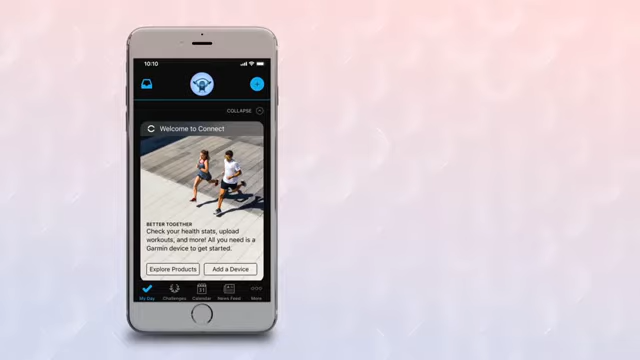 10:10
COLLAPSE
Welcome to Connect
BETTER TOGETHER
Check your health stats, upload
workouts, and more! All you need is a
Garmin device to get started.
Explore Products Add a Device
31
My Day Challenges Calendar News Feed More